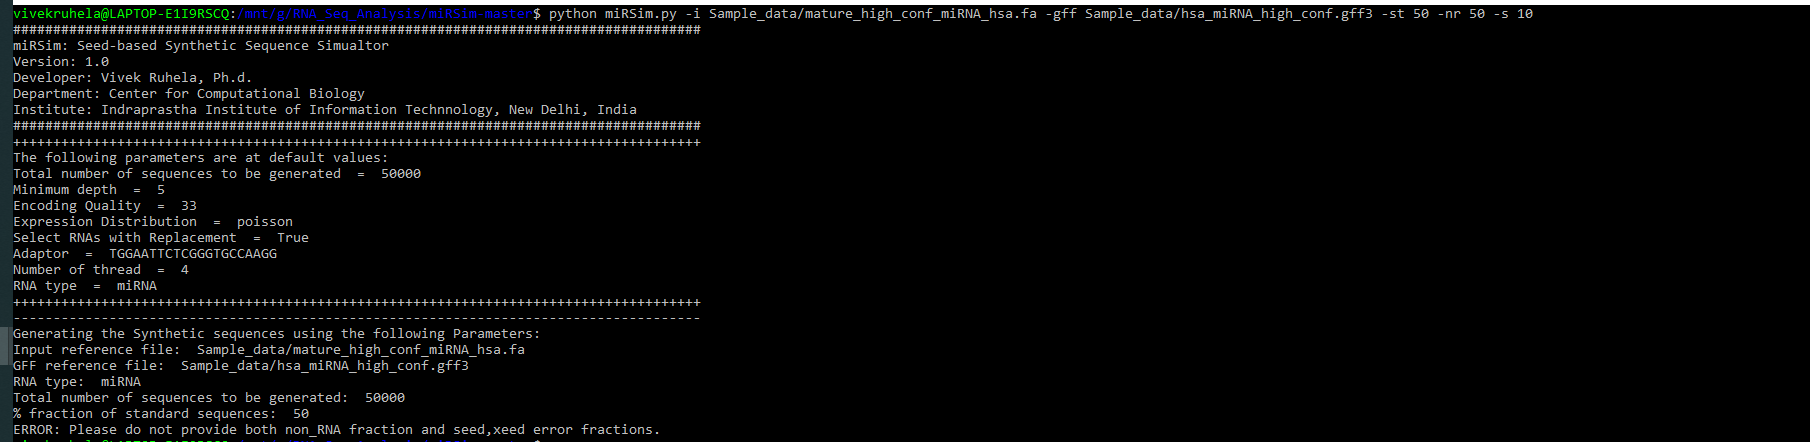 vivekruhela@LAPTOP-E1I9RSCQ:/mnt/g/RNA_Seq_Analysis/miRSim-master$ python miRSim.py -i Sample_data/mature_high_conf_miRNA_hsa.fa -gff Sample_data/hsa_miRNA_high_conf.gff3 -st 50 -nr 50 -s 10
######################################################################################
miRSim: Seed-based Synthetic Sequence Simualtor
Version: 1.0
Developer: Vivek Ruhela, Ph.d.
Department: Center for Computational Biology
Institute: Indraprastha Institute of Information Technnology, New Delhi, India
######################################################################################
++++++++++++++++++++++++++++++++++++++++++++++++++++++++++++++++++++++++++++++++++++++
The following parameters are at default values:
Total number of sequences to be generated  =  50000
Minimum depth  =  5
Encoding Quality  =  33
Expression Distribution  =  poisson
Select RNAs with Replacement  =  True
Adaptor  =  TGGAATTCTCGGGTGCCAAGG
Number of thread  =  4
RNA type  =  miRNA
++++++++++++++++++++++++++++++++++++++++++++++++++++++++++++++++++++++++++++++++++++++
--------------------------------------------------------------------------------------
Generating the Synthetic sequences using the following Parameters:
Input reference file:  Sample_data/mature_high_conf_miRNA_hsa.fa
GFF reference file:  Sample_data/hsa_miRNA_high_conf.gff3
RNA type:  miRNA
Total number of sequences to be generated:  50000
% fraction of standard sequences:  50
ERROR: Please do not provide both non_RNA fraction and seed,xeed error fractions.